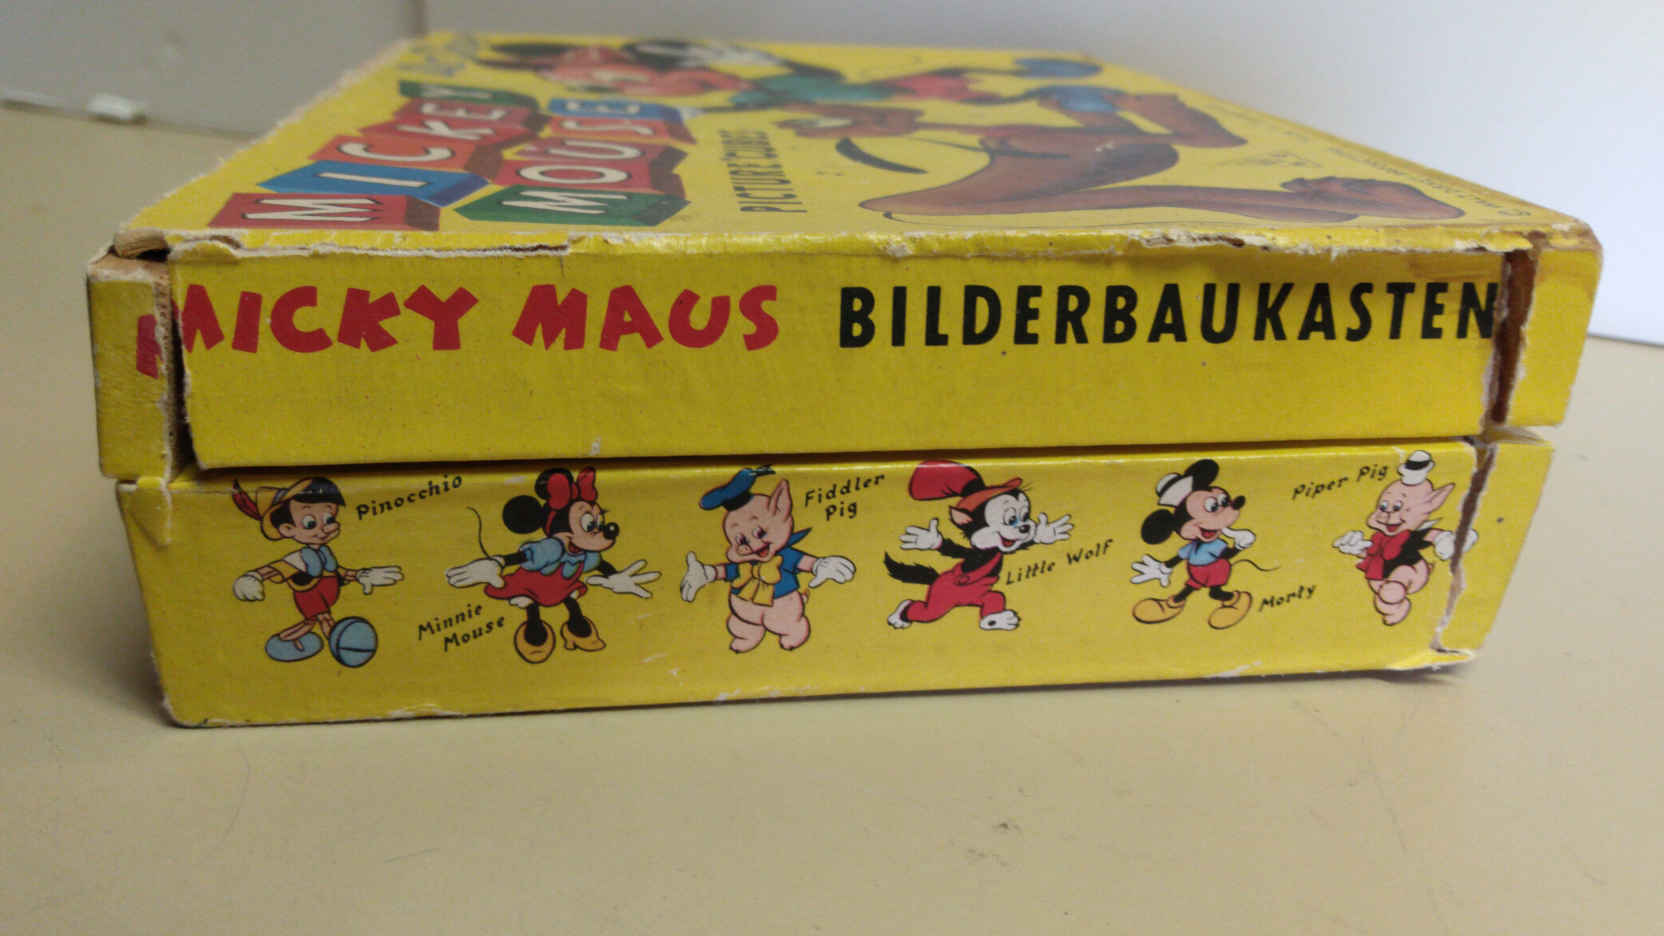 MICKEY
MOUSE
PICTURE CUBES
MICKY MAUS BILDERBAUKASTEN
Pinocchio
Minnie
Mouse
Fiddler
Pig
Little Wolf
Morty
Piper Pig